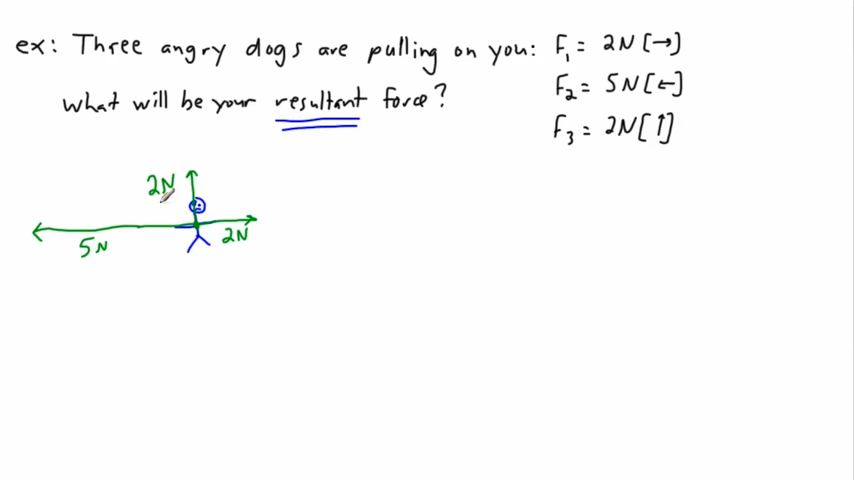 ex: Three angry dogs are pulling on you: F₁ = 2N [→]
F₂ = 5N [←]
What will be your resultant force?
F₃ = 2N [↑]
2N
5N
2N